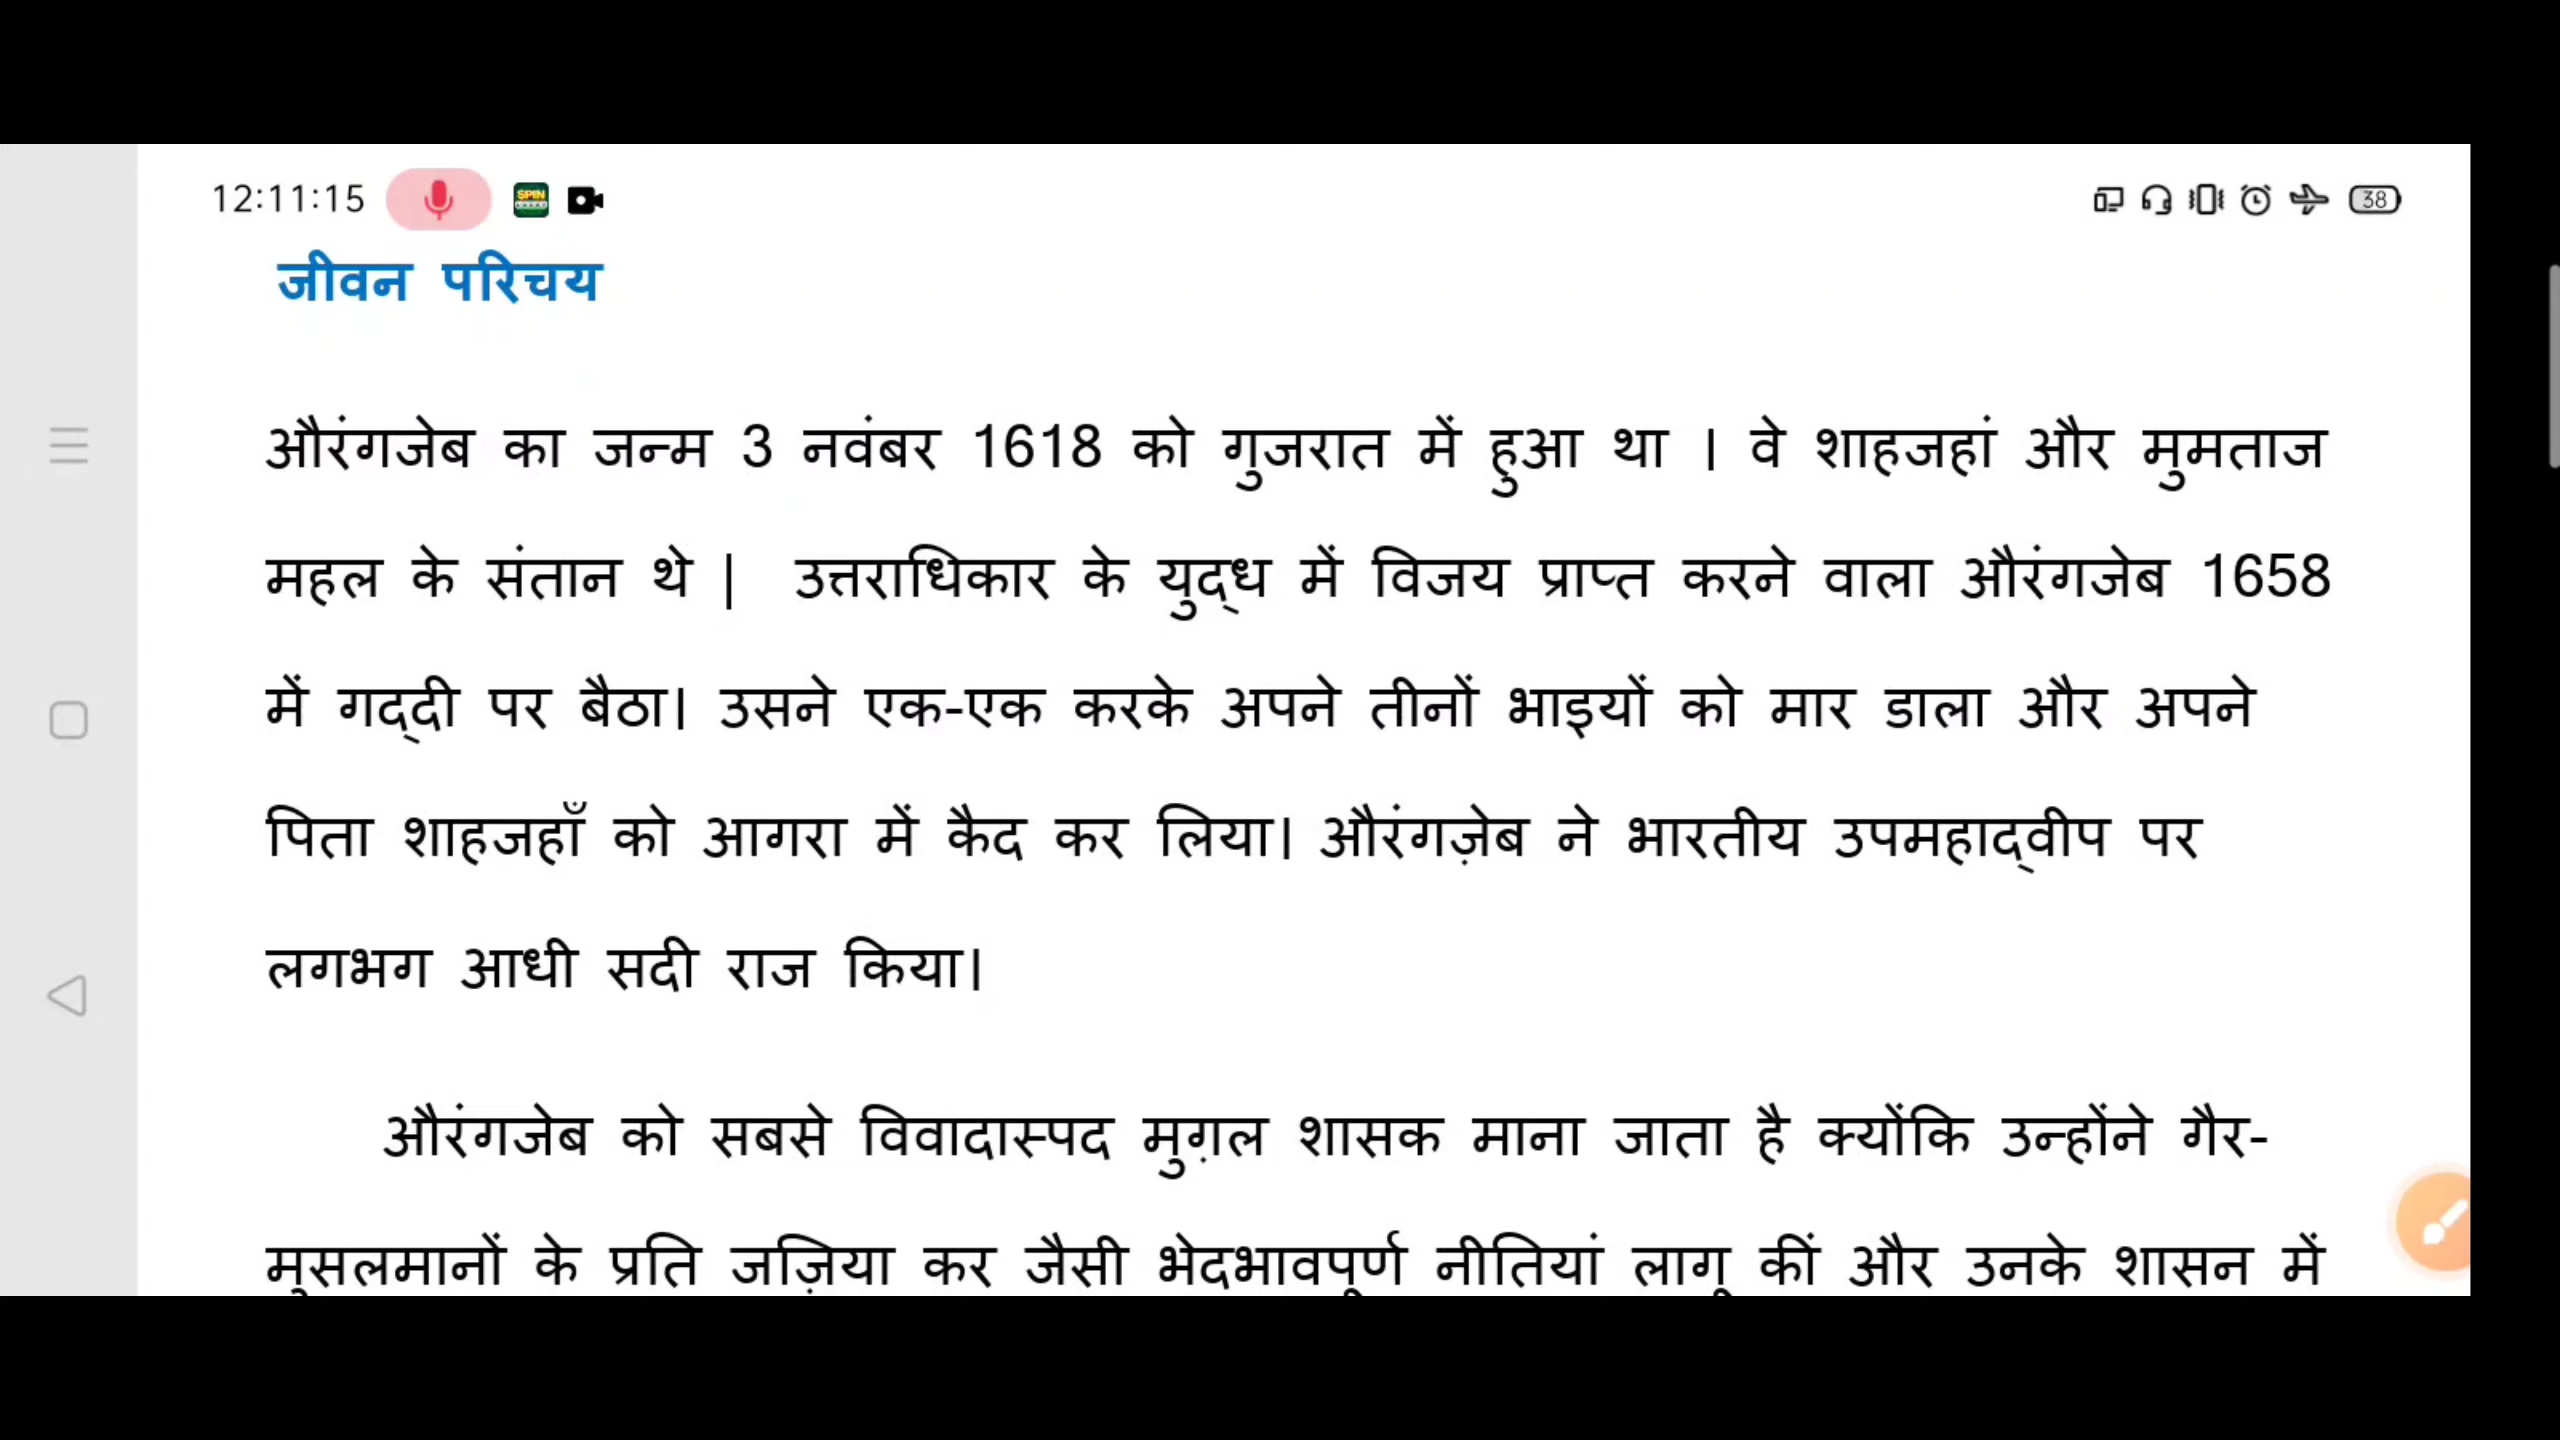 12:11:15 SPIN 38
जीवन परिचय
औरंगजेब का जन्म 3 नवंबर 1618 को गुजरात में हुआ था । वे शाहजहां और मुमताज
महल के संतान थे | उत्तराधिकार के युद्ध में विजय प्राप्त करने वाला औरंगजेब 1658
में गद्दी पर बैठा। उसने एक-एक करके अपने तीनों भाइयों को मार डाला और अपने
पिता शाहजहाँ को आगरा में कैद कर लिया। औरंगज़ेब ने भारतीय उपमहाद्वीप पर
लगभग आधी सदी राज किया।
औरंगजेब को सबसे विवादास्पद मुग़ल शासक माना जाता है क्योंकि उन्होंने गैर-
मुसलमानों के प्रति जज़िया कर जैसी भेदभावपूर्ण नीतियां लागू कीं और उनके शासन में